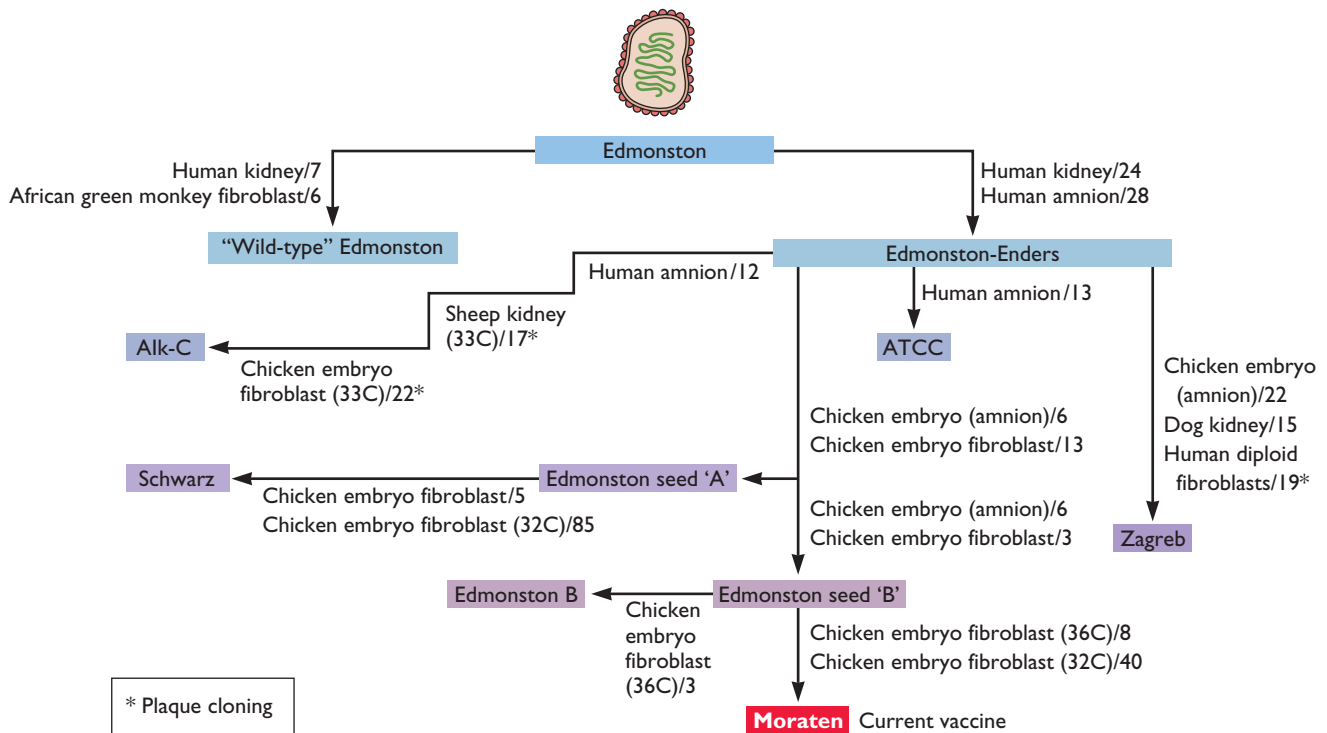 Edmonston
Human kidney/7
African green monkey fibroblast/6
Human kidney/24
Human amnion/28
“Wild-type” Edmonston
Edmonston-Enders
Human amnion/12
Human amnion/13
Sheep kidney
(33C)/17*
Alk-C
ATCC
Chicken embryo
fibroblast (33C)/22*
Chicken embryo
(amnion)/22
Dog kidney/15
Human diploid
fibroblasts/19*
Chicken embryo (amnion)/6
Chicken embryo fibroblast/13
Schwarz
Edmonston seed ‘A’
Chicken embryo fibroblast/5
Chicken embryo fibroblast (32C)/85
Chicken embryo (amnion)/6
Chicken embryo fibroblast/3
Zagreb
Edmonston B
Edmonston seed ‘B’
Chicken
embryo
fibroblast
(36C)/3
Chicken embryo fibroblast (36C)/8
Chicken embryo fibroblast (32C)/40
* Plaque cloning
Moraten Current vaccine